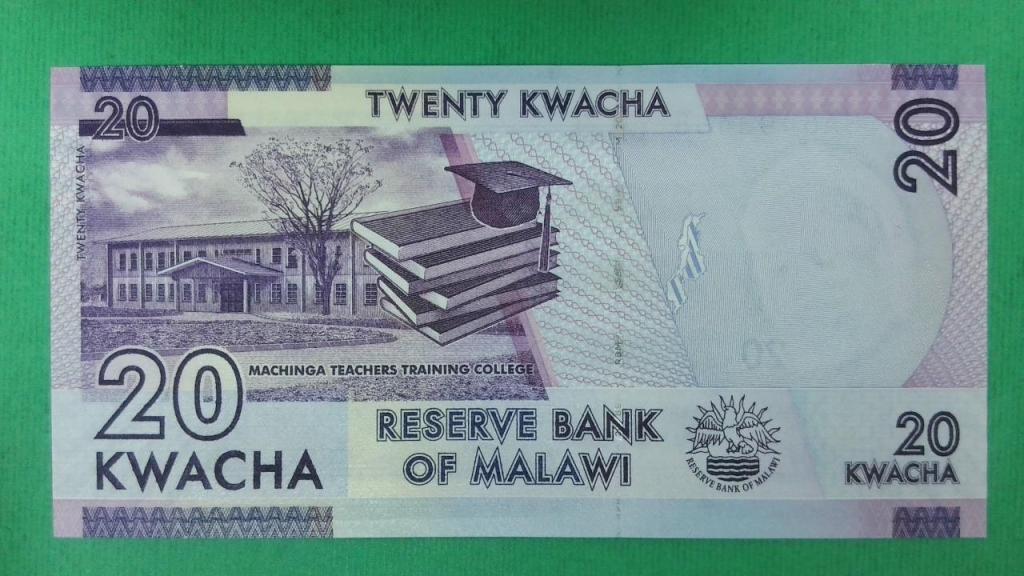 20
TWENTY KWACHA
20
TWENTY KWACHA
MACHINGA TEACHERS TRAINING COLLEGE
20
KWACHA
RESERVE BANK
OF MALAWI
RESERVE BANK OF MALAWI
20
KWACHA
20